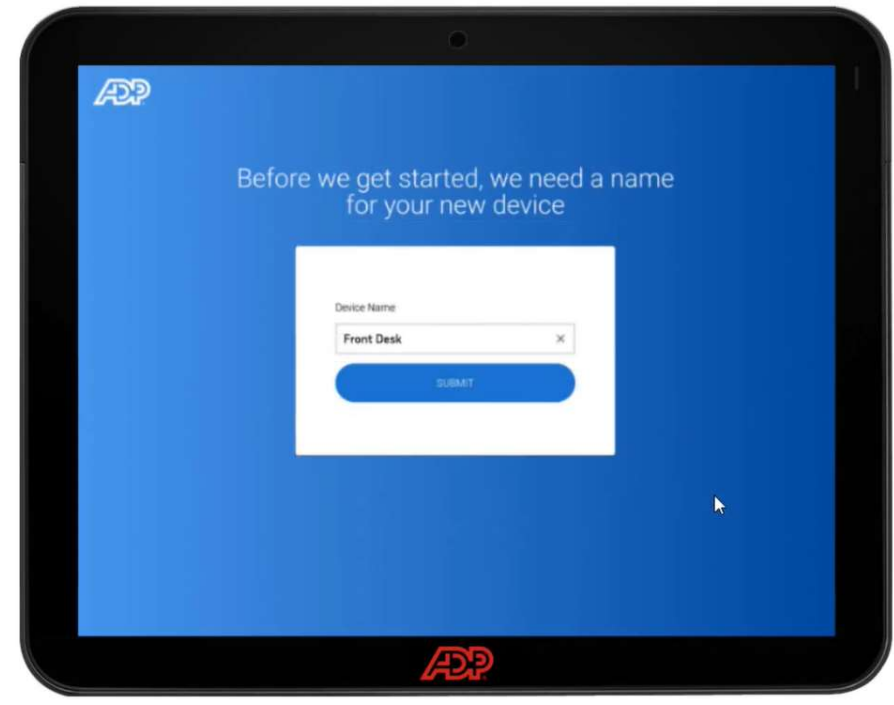 ADP
Before we get started, we need a name
for your new device
Device Name
Front Desk
SUBMIT
ADP